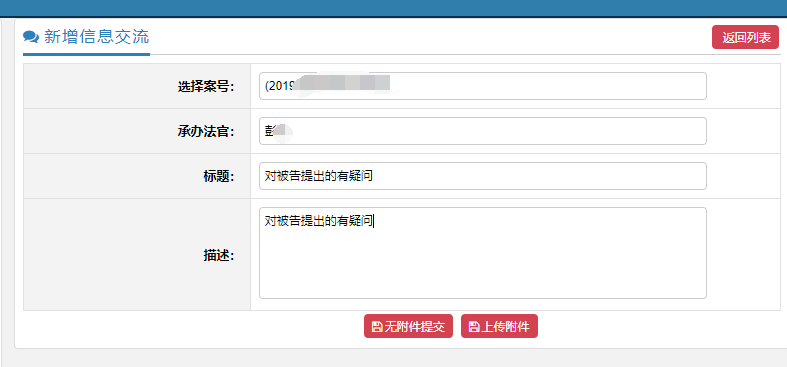 新增信息交流
返回列表
选择案号：
(2019
承办法官：
彭
标题：
对被告提出的有疑问
描述：
对被告提出的有疑问
无附件提交
上传附件